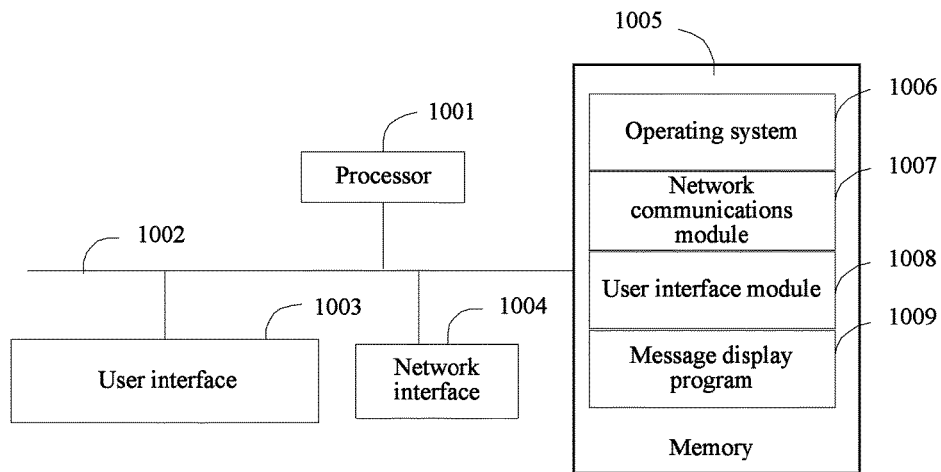 1005
1006
Operating system
1001
Processor
1007
Network
communications
module
1002
1008
User interface module
1003
1004
1009
User interface
Network
interface
Message display
program
Memory